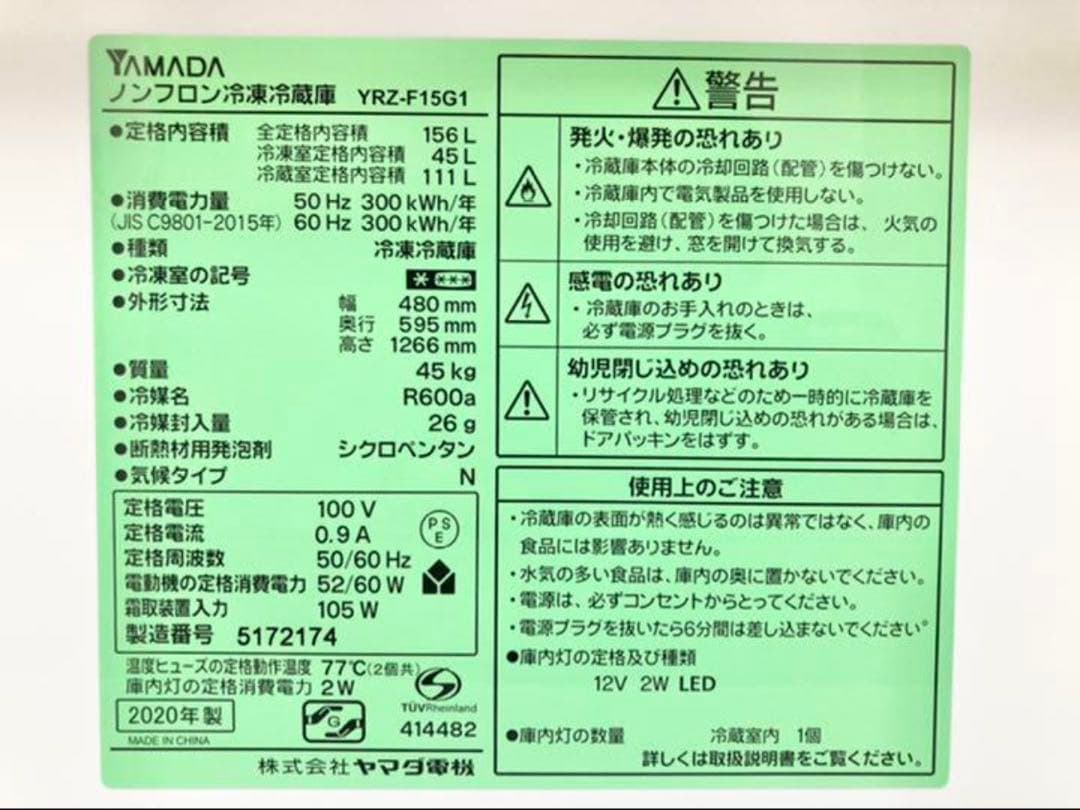 YAMADA
ノンフロン冷凍冷蔵庫 YRZ-F15G1
●定格内容積 全定格内容積 156 L
冷凍室定格内容積 45 L
冷蔵室定格内容積 111 L
●消費電力量 50 Hz 300 kWh/年
(JIS C9801-2015年) 60 Hz 300 kWh/年
●種類 冷凍冷蔵庫
●冷凍室の記号
●外形寸法 幅 480 mm
奥行 595 mm
高さ 1266 mm
●質量 45 kg
●冷媒名 R600a
●冷媒封入量 26 g
●断熱材用発泡剤 シクロペンタン
●気候タイプ N
定格電圧 100 V
定格電流 0.9 A
定格周波数 50/60 Hz
電動機の定格消費電力 52/60 W
霜取装置入力 105 W
製造番号 5172174
PS
E
温度ヒューズの定格動作温度 77℃(2個共)
庫内灯の定格消費電力 2W
TÜVRheinland
2020年製
G
414482
MADE IN CHINA
株式会社ヤマダ電機
警告
発火・爆発の恐れあり
・冷蔵庫本体の冷却回路(配管)を傷つけない。
・冷蔵庫内で電気製品を使用しない。
・冷却回路(配管)を傷つけた場合は、火気の
使用を避け、窓を開けて換気する。
感電の恐れあり
・冷蔵庫のお手入れのときは、
必ず電源プラグを抜く。
幼児閉じ込めの恐れあり
・リサイクル処理などのため一時的に冷蔵庫を
保管され、幼児閉じ込めの恐れがある場合は、
ドアパッキンをはずす。
使用上のご注意
・冷蔵庫の表面が熱く感じるのは異常ではなく、庫内の
食品には影響ありません。
・水気の多い食品は、庫内の奥に置かないでください。
・電源は、必ずコンセントからとってください。
・電源プラグを抜いたら6分間は差し込まないでください。
●庫内灯の定格及び種類
12V 2W LED
●庫内灯の数量 冷蔵室内 1個
詳しくは取扱説明書をご覧ください。